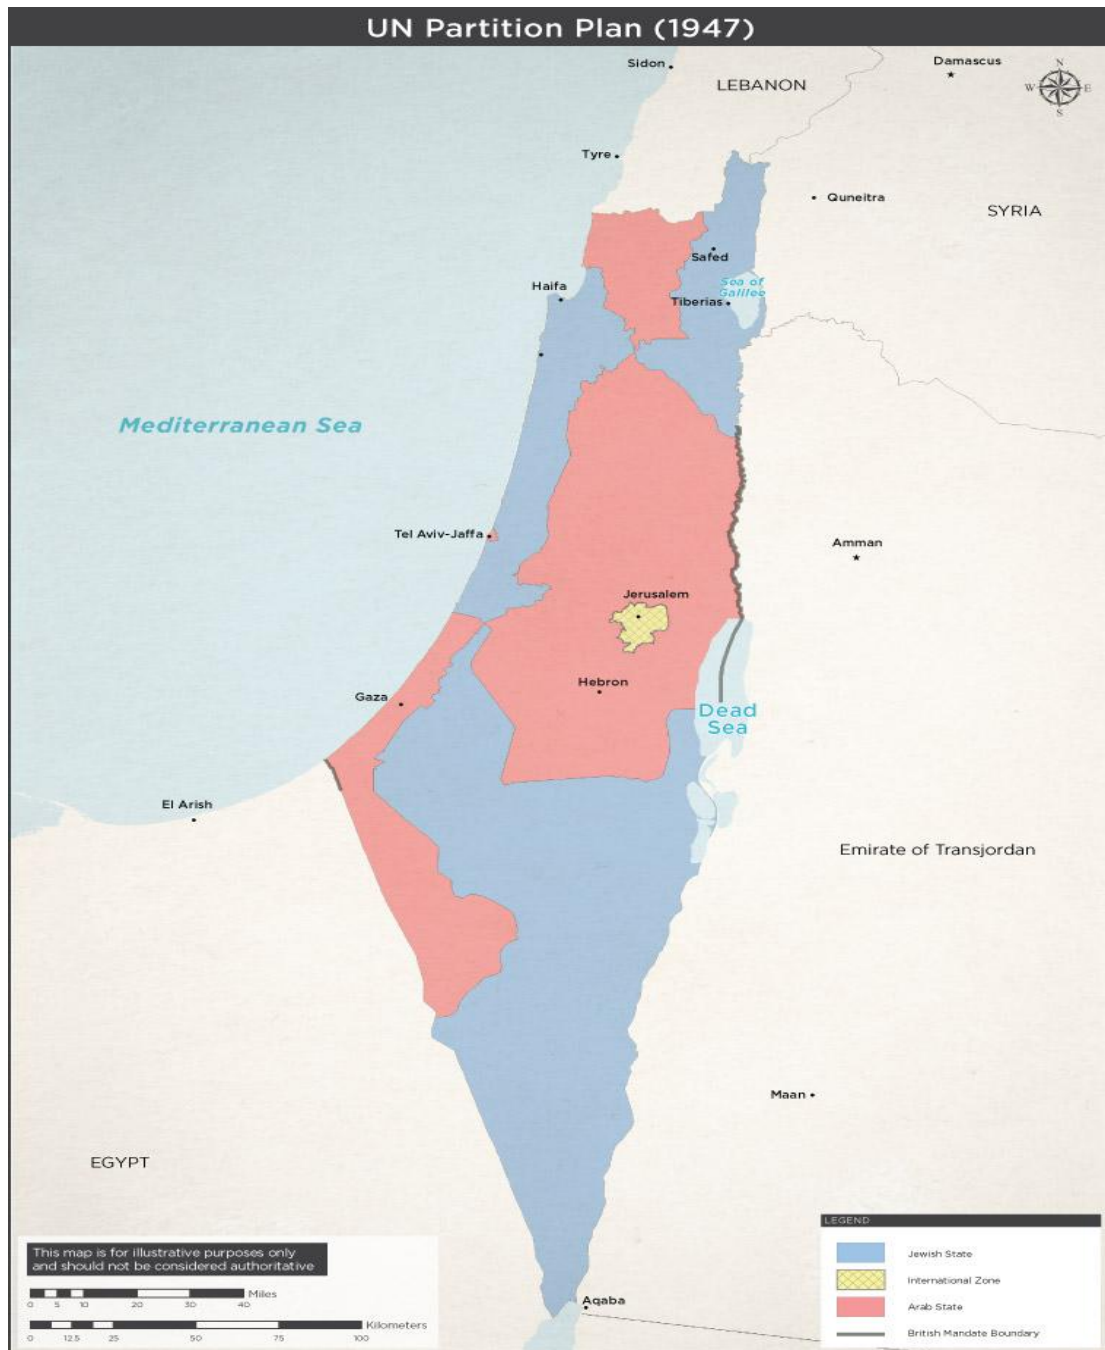 UN Partition Plan (1947)
Sidon
Damascus
LEBANON
N
W
E
S
Tyre
Quneitra
SYRIA
Safed
Sea of
Galilee
Haifa
Tiberias
Mediterranean Sea
Tel Aviv-Jaffa
Amman
Jerusalem
Hebron
Gaza
Dead
Sea
El Arish
Emirate of Transjordan
Maan
EGYPT
LEGEND
Jewish State
International Zone
Arab State
British Mandate Boundary
This map is for illustrative purposes only
and should not be considered authoritative
Miles
0 5 10 20 30 40
Kilometers
0 12.5 25 50 75 100
Aqaba